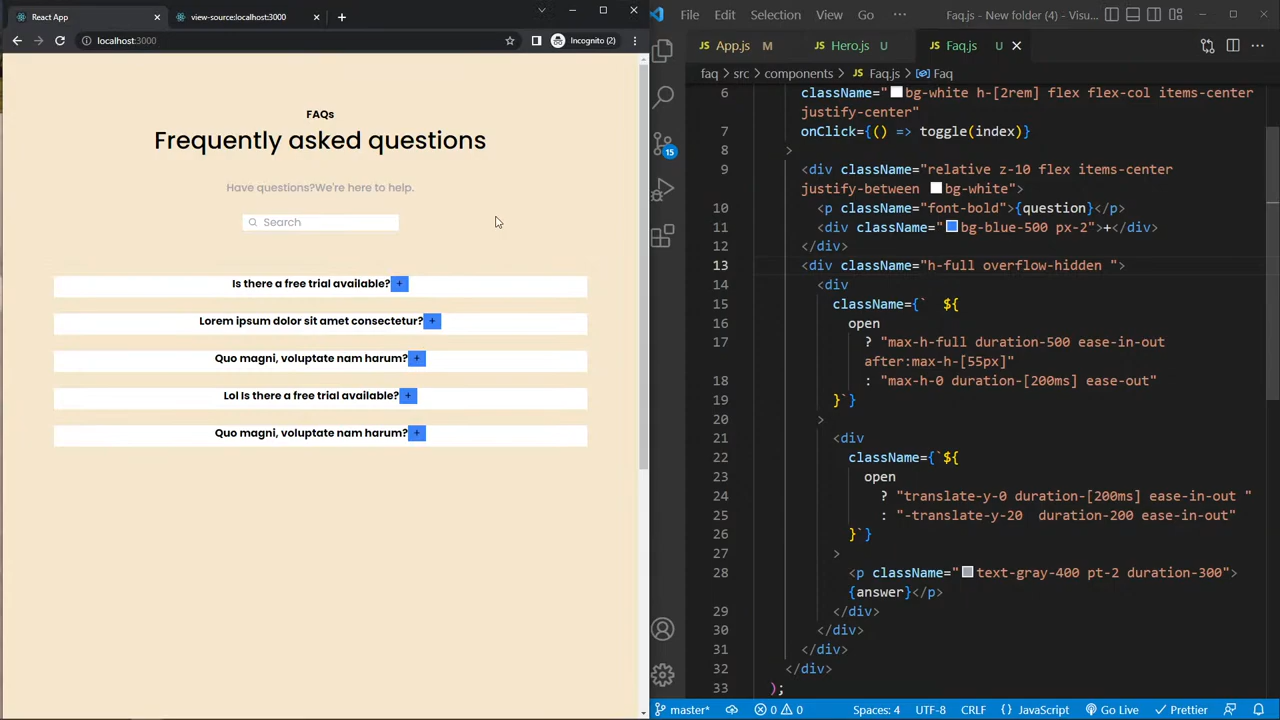 React App
view-source:localhost:3000
localhost:3000
Incognito (2)
FAQs
Frequently asked questions
Have questions?We're here to help.
Search
Is there a free trial available? +
Lorem ipsum dolor sit amet consectetur? +
Quo magni, voluptate nam harum? +
Lol Is there a free trial available? +
Quo magni, voluptate nam harum? +
File Edit Selection View Go ··· Faq.js - New folder (4) - Visu...
App.js M Hero.js U Faq.js U
faq > src > components > Faq.js > Faq
15
6 className="bg-white h-[2rem] flex flex-col items-center
justify-center"
7 onClick={() => toggle(index)}
8 >
9 <div className="relative z-10 flex items-center
justify-between bg-white">
10 <p className="font-bold">{question}</p>
11 <div className="bg-blue-500 px-2">+</div>
12 </div>
13 <div className="h-full overflow-hidden ">
14 <div
15 className={`  ${
16 open
17 ? "max-h-full duration-500 ease-in-out
after:max-h-[55px]"
18 : "max-h-0 duration-[200ms] ease-out"
19 }`}
20 >
21 <div
22 className={`${
23 open
24 ? "translate-y-0 duration-[200ms] ease-in-out "
25 : "-translate-y-20  duration-200 ease-in-out"
26 }`}
27 >
28 <p className="text-gray-400 pt-2 duration-300">
{answer}</p>
29 </div>
30 </div>
31 </div>
32 </div>
33 );
master* 0 0 Spaces: 4 UTF-8 CRLF {} JavaScript Go Live Prettier